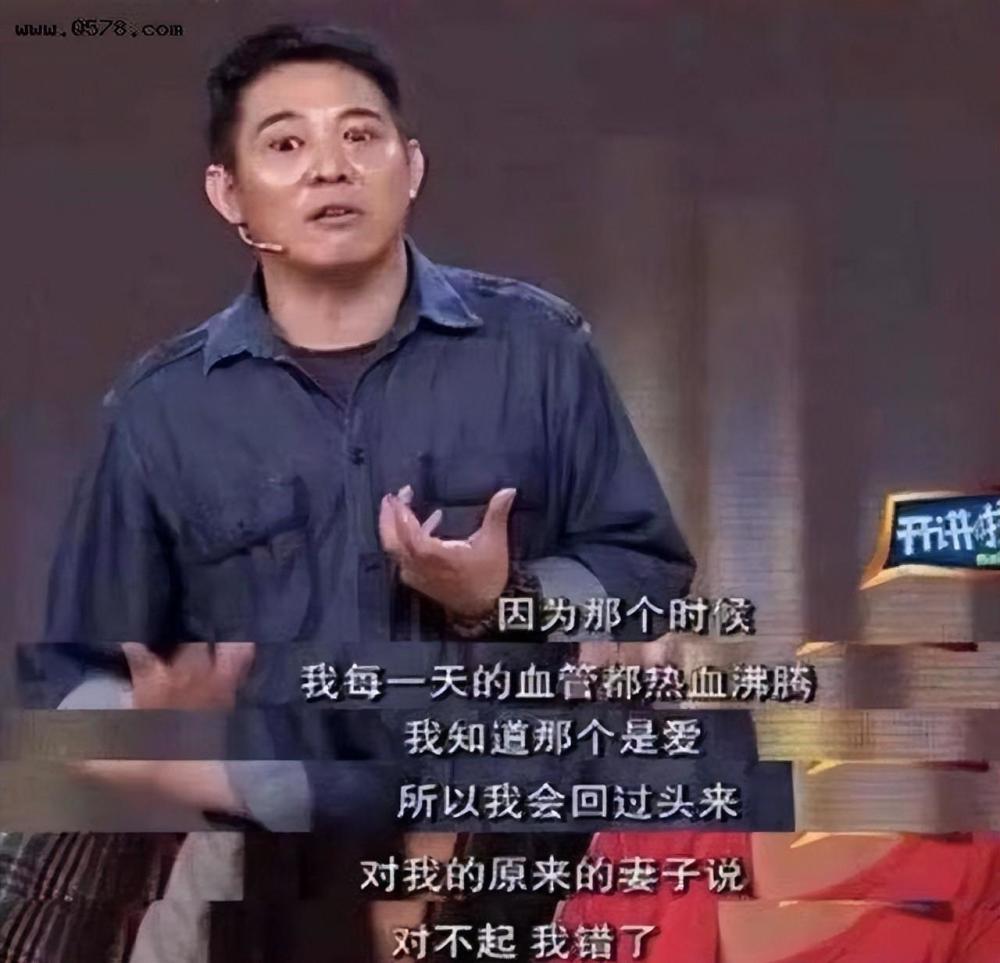 www.0578.com
开讲啦
因为那个时候
我每一天的血管都热血沸腾
我知道那个是爱
所以我会回过头来
对我的原来的妻子说
对不起 我错了